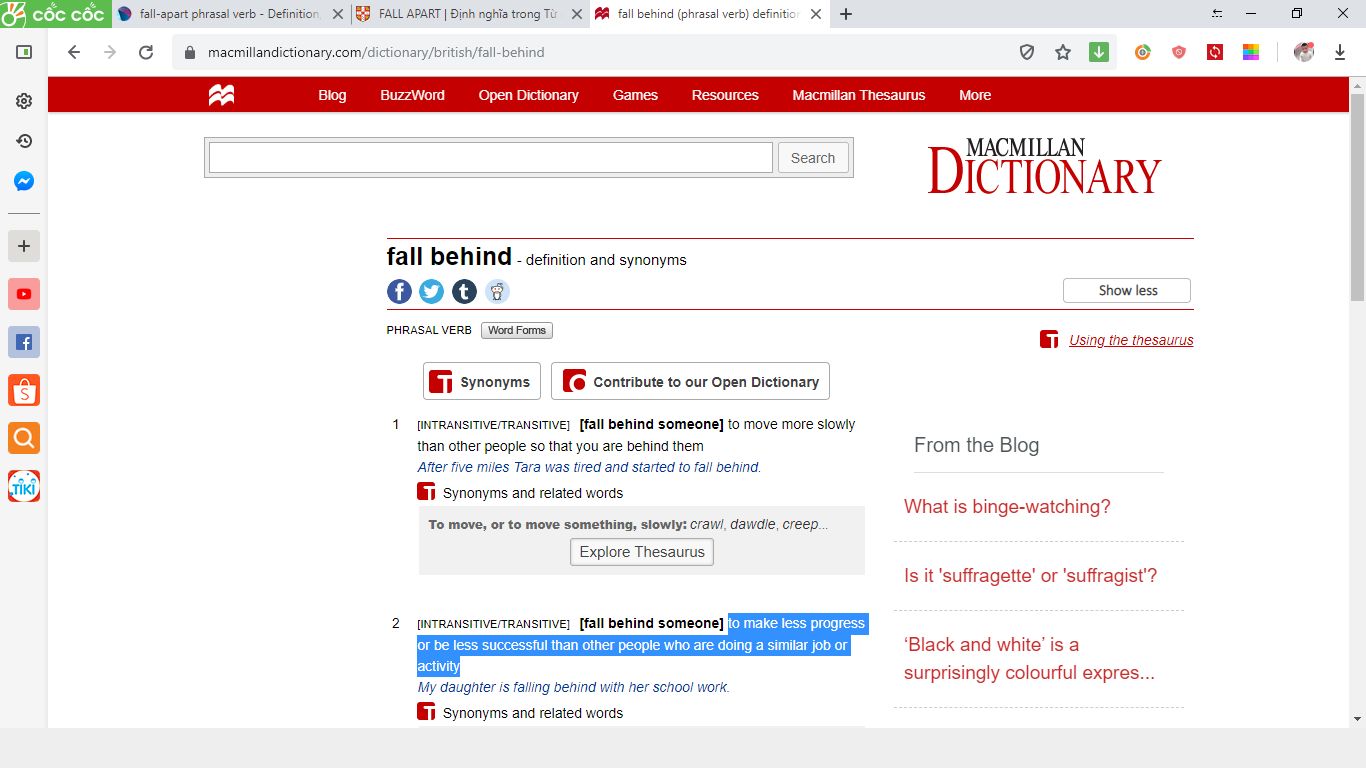 cốc cốc
fall-apart phrasal verb - Definition,
FALL APART | Định nghĩa trong Từ
fall behind (phrasal verb) definition
macmillandictionary.com/dictionary/british/fall-behind
Blog BuzzWord Open Dictionary Games Resources Macmillan Thesaurus More
Search
MACMILLAN
DICTIONARY
fall behind - definition and synonyms
Show less
PHRASAL VERB Word Forms
Using the thesaurus
T Synonyms Contribute to our Open Dictionary
1 [INTRANSITIVE/TRANSITIVE] [fall behind someone] to move more slowly
than other people so that you are behind them
After five miles Tara was tired and started to fall behind.
T Synonyms and related words
To move, or to move something, slowly: crawl, dawdle, creep...
Explore Thesaurus
2 [INTRANSITIVE/TRANSITIVE] [fall behind someone] to make less progress
or be less successful than other people who are doing a similar job or
activity
My daughter is falling behind with her school work.
T Synonyms and related words
From the Blog
What is binge-watching?
Is it 'suffragette' or 'suffragist'?
‘Black and white’ is a
surprisingly colourful expres...
TIKI